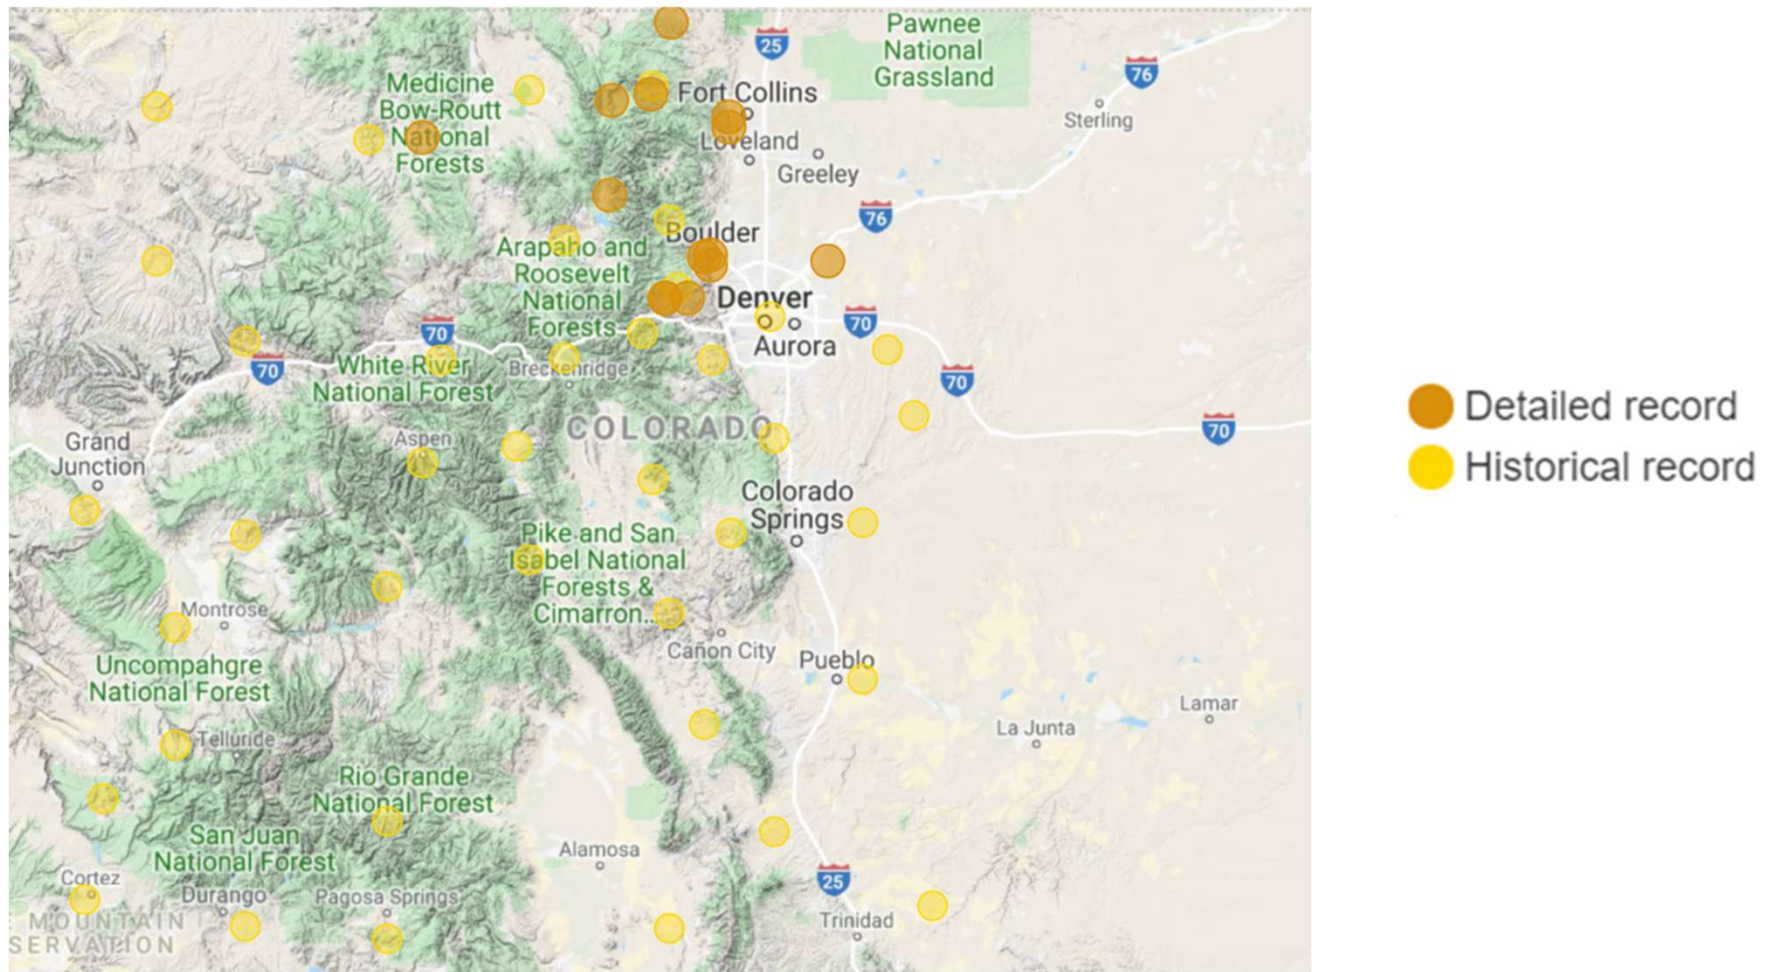 Pawnee
National
Grassland
25
76
Medicine
Bow-Routt
National
Forests
Fort Collins
Sterling
Loveland
Greeley
76
Boulder
Arapaho and
Roosevelt
National
Forests
Denver
70
70
Aurora
70
White River
National Forest
Breckenridge
70
COLORADO
70
Detailed record
Historical record
Grand
Junction
Aspen
Colorado
Springs
Pike and San
Isabel National
Forests &
Cimarron...
Montrose
Cañon City
Pueblo
Uncompahgre
National Forest
Lamar
La Junta
Telluride
Rio Grande
National Forest
San Juan
National Forest
Alamosa
Cortez
Durango
Pagosa Springs
25
Trinidad
E MOUNTAIN
SERVATION